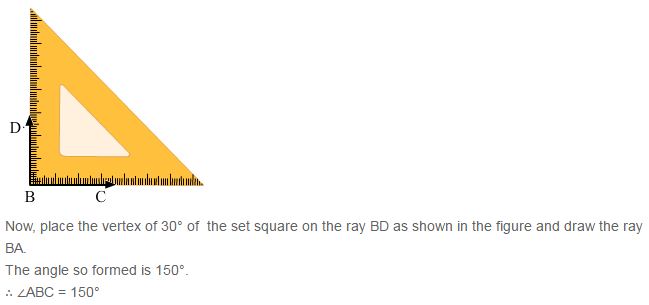 D
B
C
Now, place the vertex of 30° of the set square on the ray BD as shown in the figure and draw the ray
BA.
The angle so formed is 150°.
∴ ∠ABC = 150°